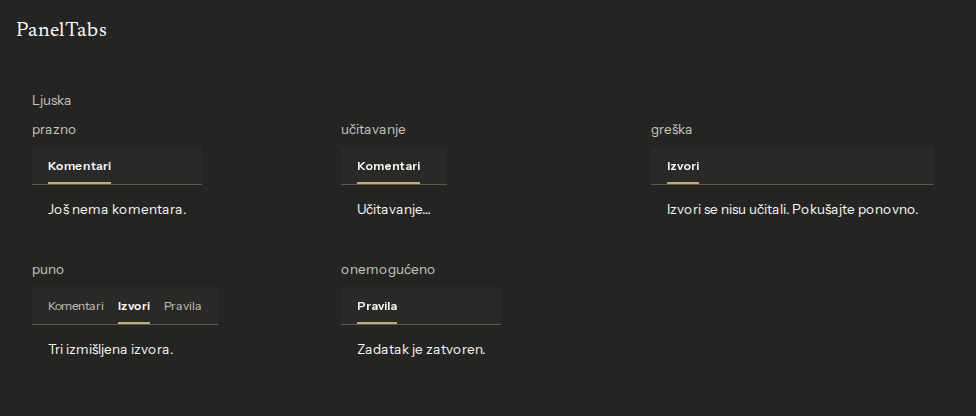 PanelTabs
Ljuska
prazno
učitavanje
greška
Komentari
Komentari
Izvori
Još nema komentara.
Učitavanje…
Izvori se nisu učitali. Pokušajte ponovno.
puno
onemogućeno
Komentari Izvori Pravila
Pravila
Tri izmišljena izvora.
Zadatak je zatvoren.